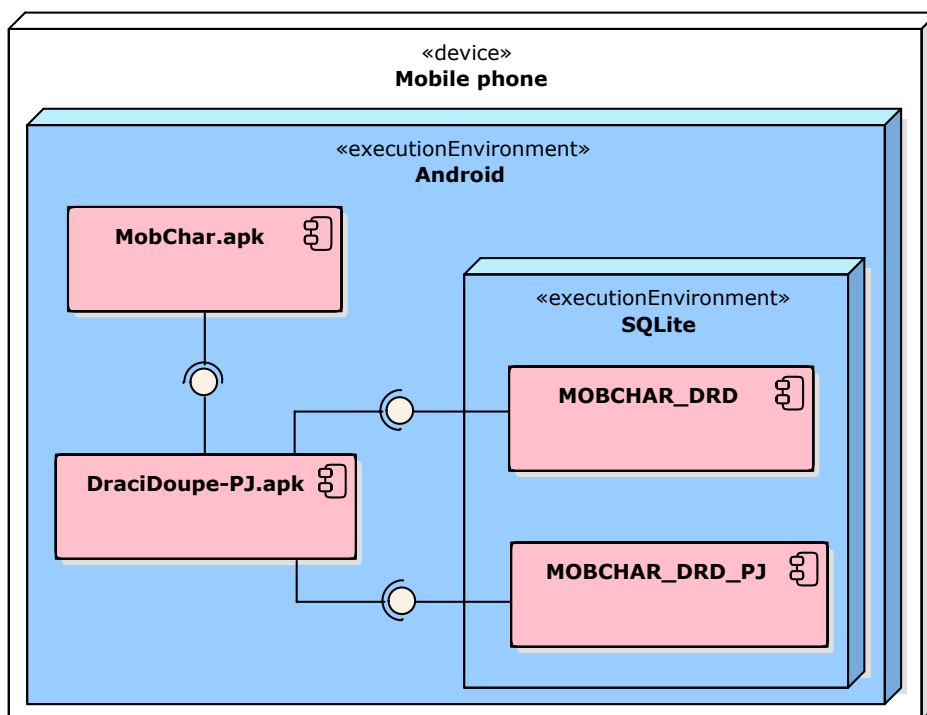 «device»
Mobile phone
«executionEnvironment»
Android
MobChar.apk
«executionEnvironment»
SQLite
MOBCHAR_DRD
DraciDoupe-PJ.apk
MOBCHAR_DRD_PJ